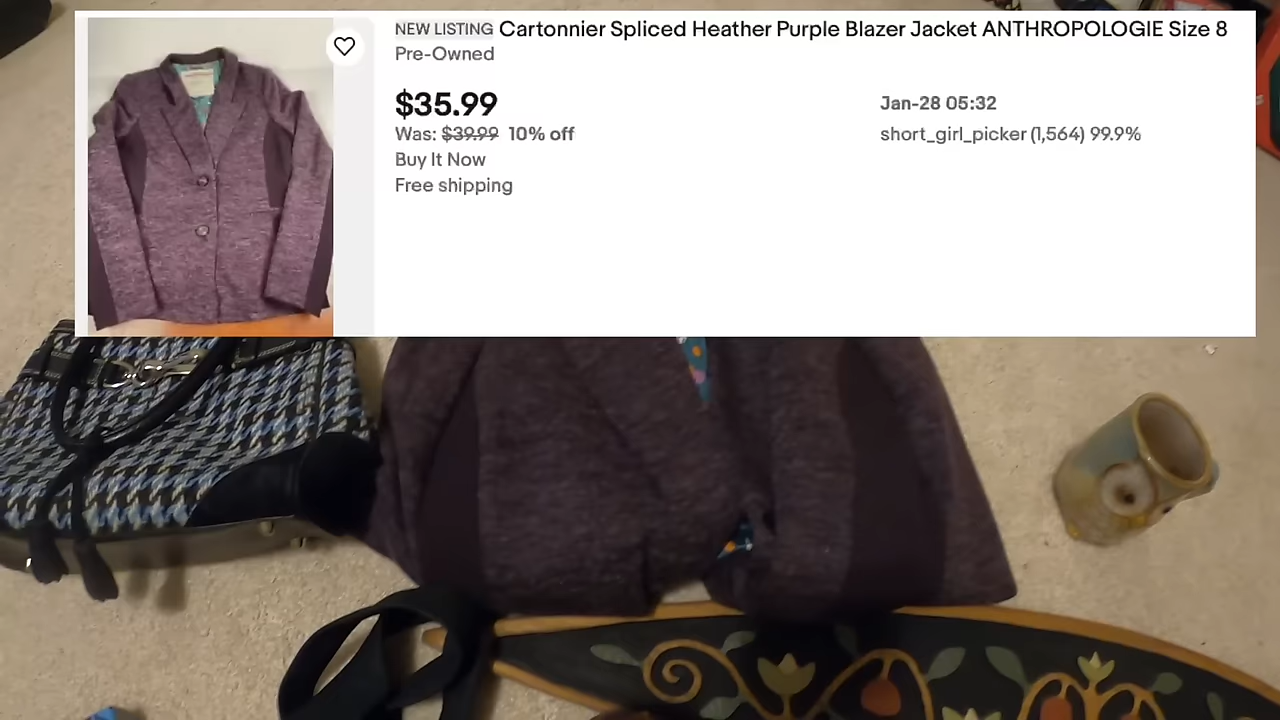 NEW LISTING Cartonnier Spliced Heather Purple Blazer Jacket ANTHROPOLOGIE Size 8
Pre-Owned
$35.99
Jan-28 05:32
Was: $39.99 10% off
short_girl_picker (1,564) 99.9%
Buy It Now
Free shipping